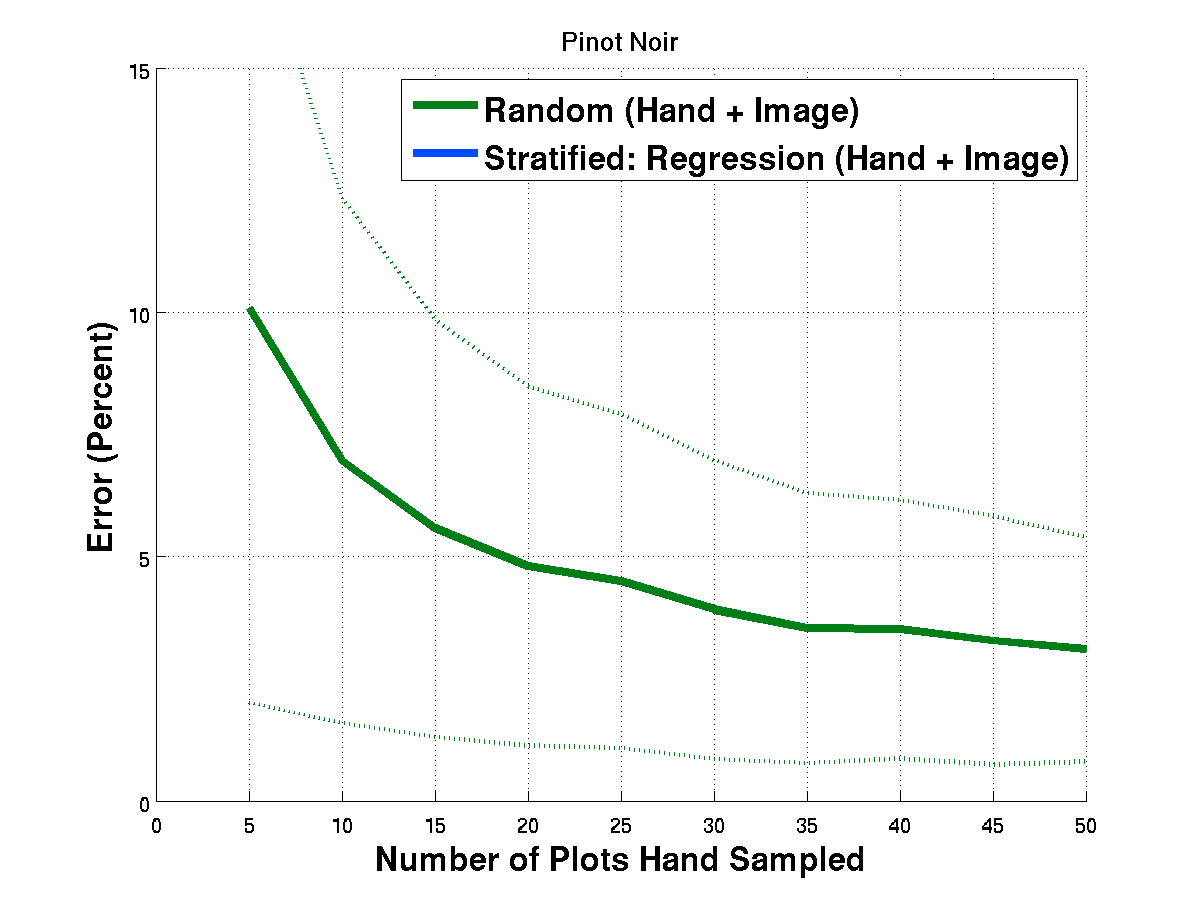 Pinot Noir
Random (Hand + Image)
Stratified: Regression (Hand + Image)
15
10
5
0
Error (Percent)
0 5 10 15 20 25 30 35 40 45 50
Number of Plots Hand Sampled